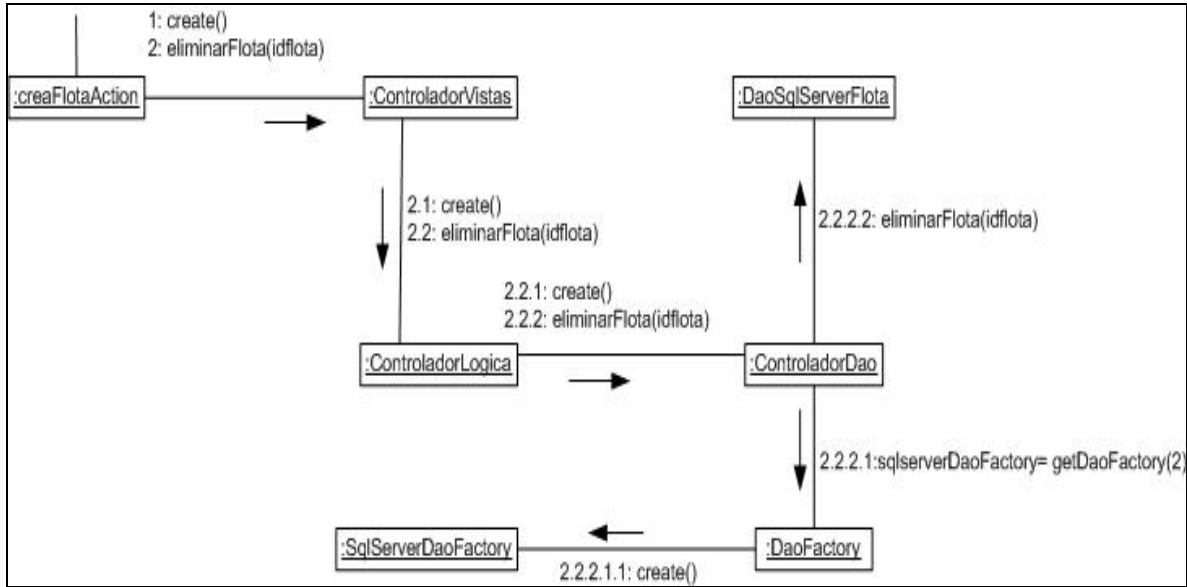 1: create()
2: eliminarFlota(idflota)
:creaFlotaAction
:ControladorVistas
:DaoSqlServerFlota
2.1: create()
2.2: eliminarFlota(idflota)
2.2.2.2: eliminarFlota(idflota)
2.2.1: create()
2.2.2: eliminarFlota(idflota)
:ControladorLogica
:ControladorDao
2.2.2.1:sqlserverDaoFactory= getDaoFactory(2)
:SqlServerDaoFactory
:DaoFactory
2.2.2.1.1: create()